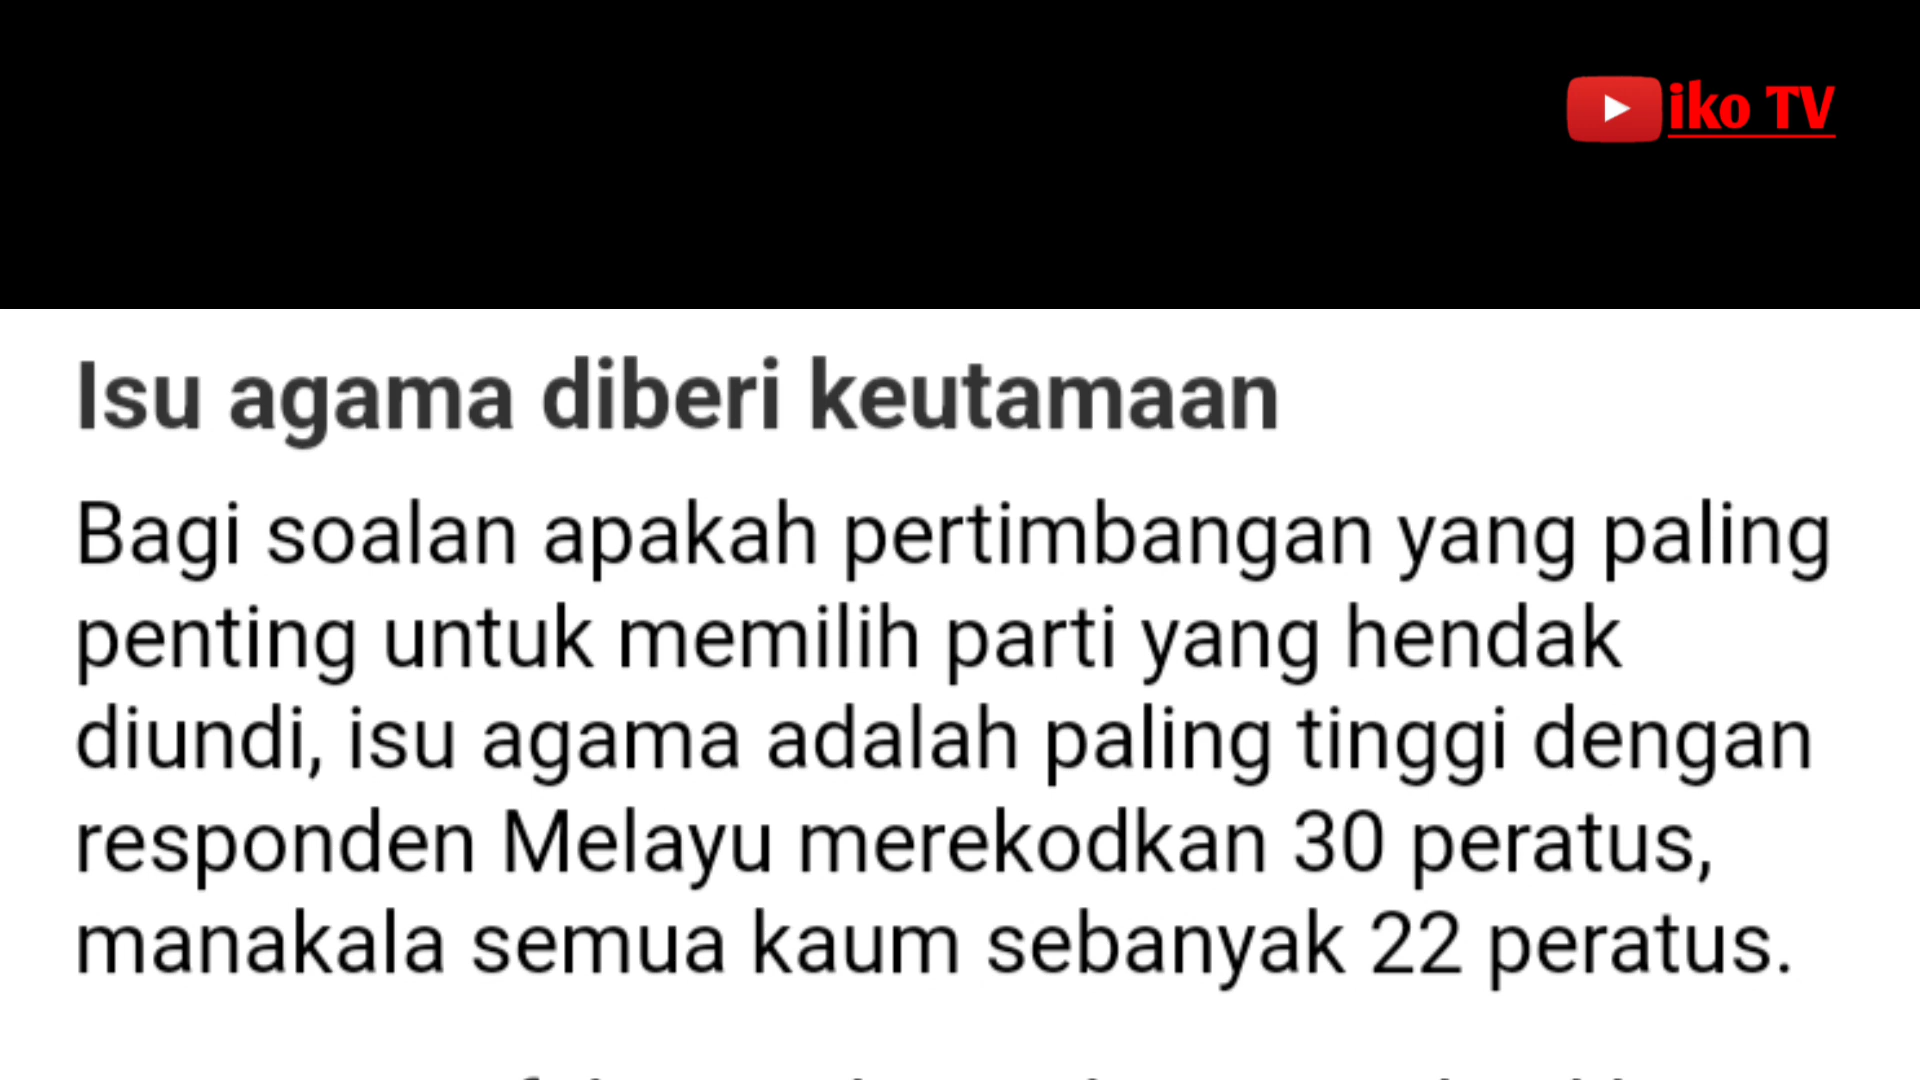 iko TV
Isu agama diberi keutamaan
Bagi soalan apakah pertimbangan yang paling
penting untuk memilih parti yang hendak
diundi, isu agama adalah paling tinggi dengan
responden Melayu merekodkan 30 peratus,
manakala semua kaum sebanyak 22 peratus.